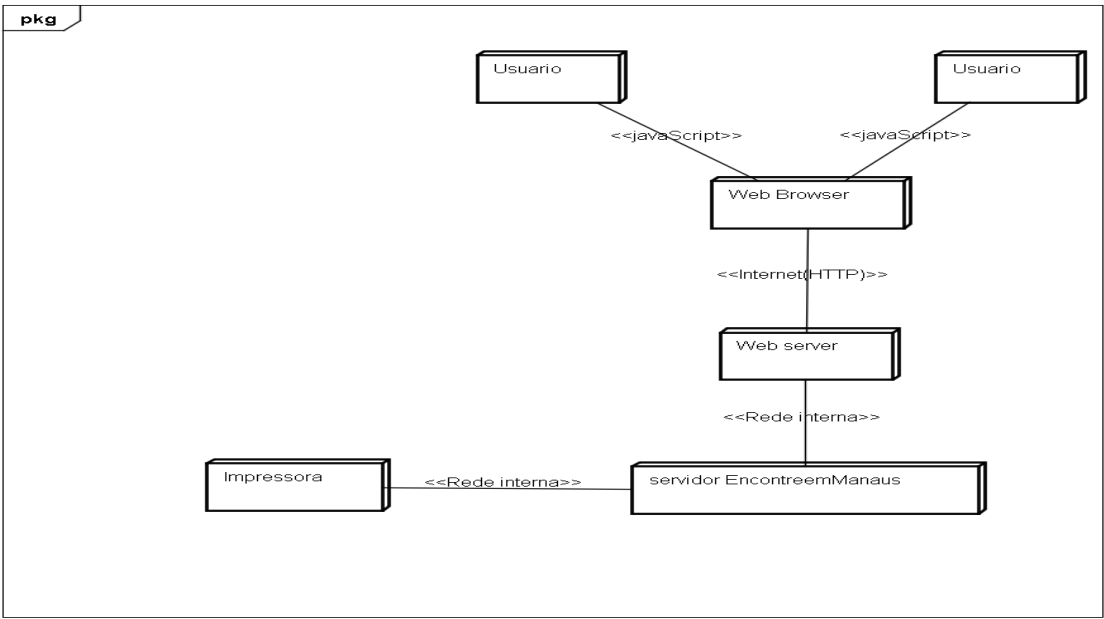 pkg
Usuario
Usuario
<<javaScript>>
<<javaScript>>
Web Browser
<<Internet(HTTP)>>
Web server
<<Rede interna>>
Impressora
<<Rede interna>>
servidor EncontreemManaus